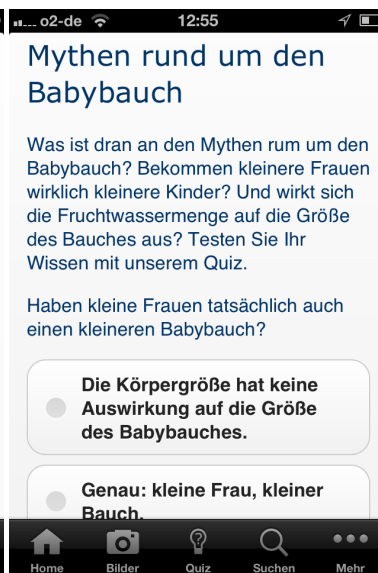 o2-de 12:55
Mythen rund um den
Babybauch
Was ist dran an den Mythen rum um den
Babybauch? Bekommen kleinere Frauen
wirklich kleinere Kinder? Und wirkt sich
die Fruchtwassermenge auf die Größe
des Bauches aus? Testen Sie Ihr
Wissen mit unserem Quiz.
Haben kleine Frauen tatsächlich auch
einen kleineren Babybauch?
Die Körpergröße hat keine
Auswirkung auf die Größe
des Babybauches.
Genau: kleine Frau, kleiner
Bauch.
Home Bilder Quiz Suchen Mehr